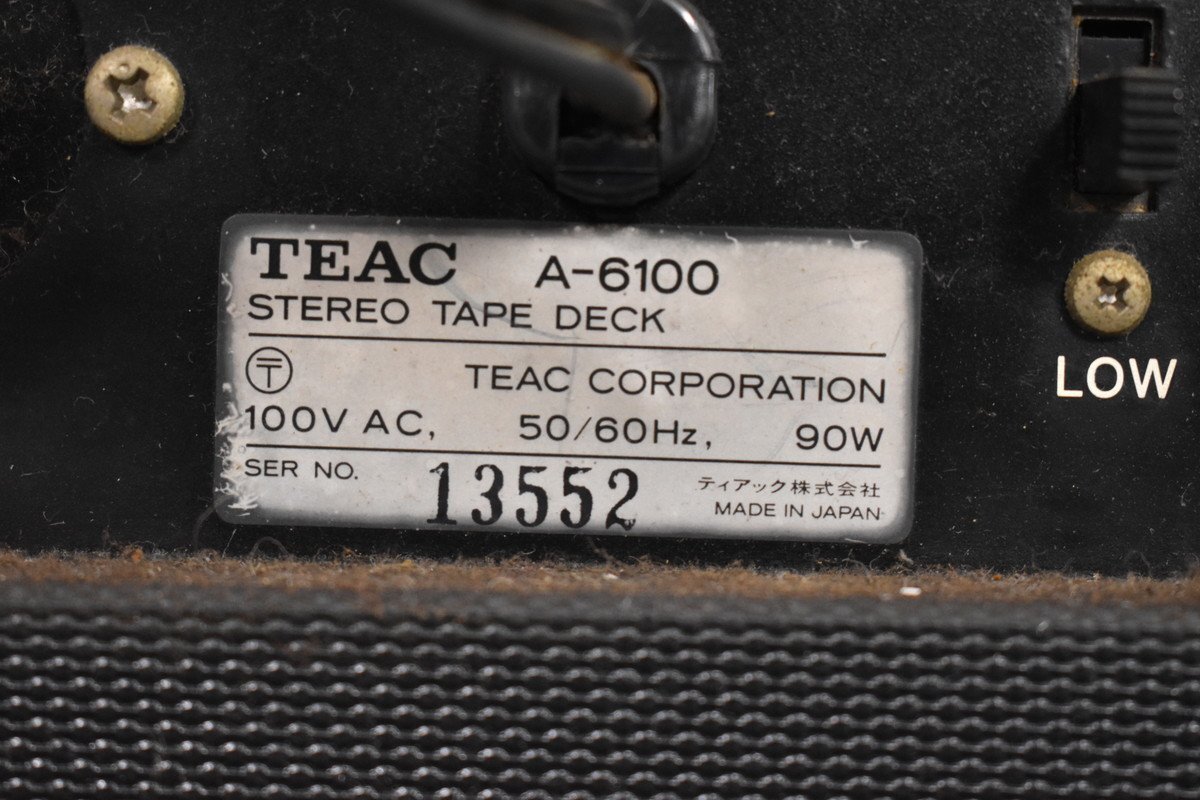 TEAC A-6100
STEREO TAPE DECK
〒 TEAC CORPORATION
100V AC, 50/60Hz, 90W
SER NO. 13552 ティアック株式会社
MADE IN JAPAN
LOW